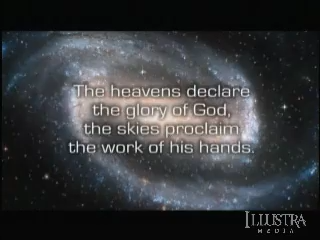 The heavens declare
the glory of God,
the skies proclaim
the work of his hands.
ILLUSTRA
MEDIA